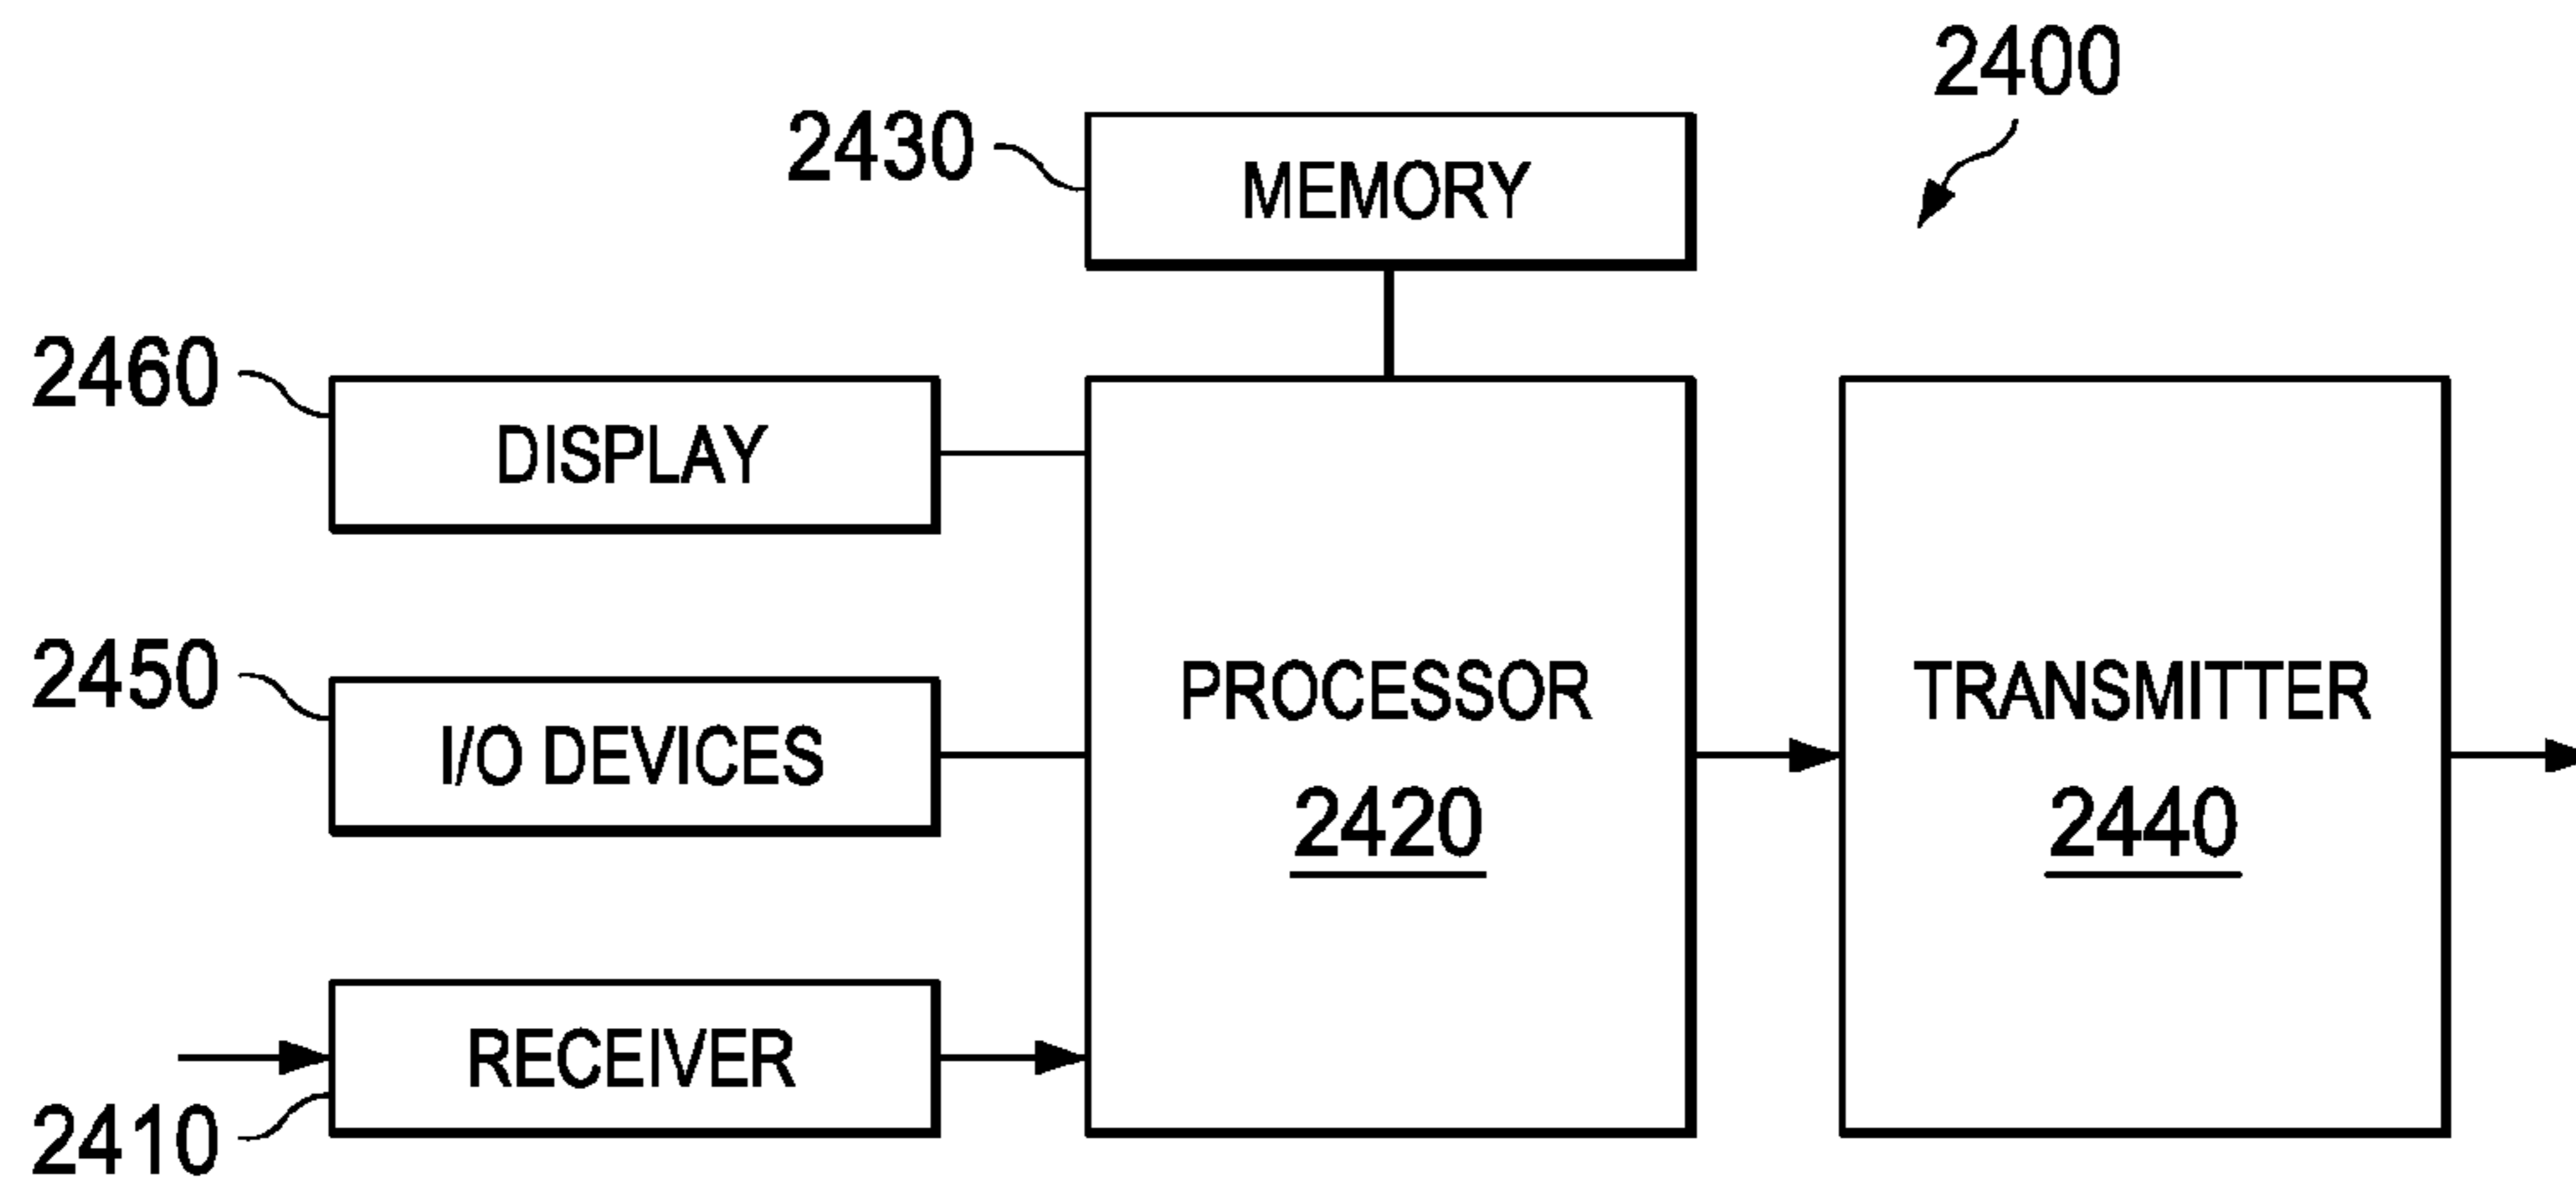 2400
2430
MEMORY
2460
DISPLAY
2450
I/O DEVICES
PROCESSOR
2420
TRANSMITTER
2440
RECEIVER
2410